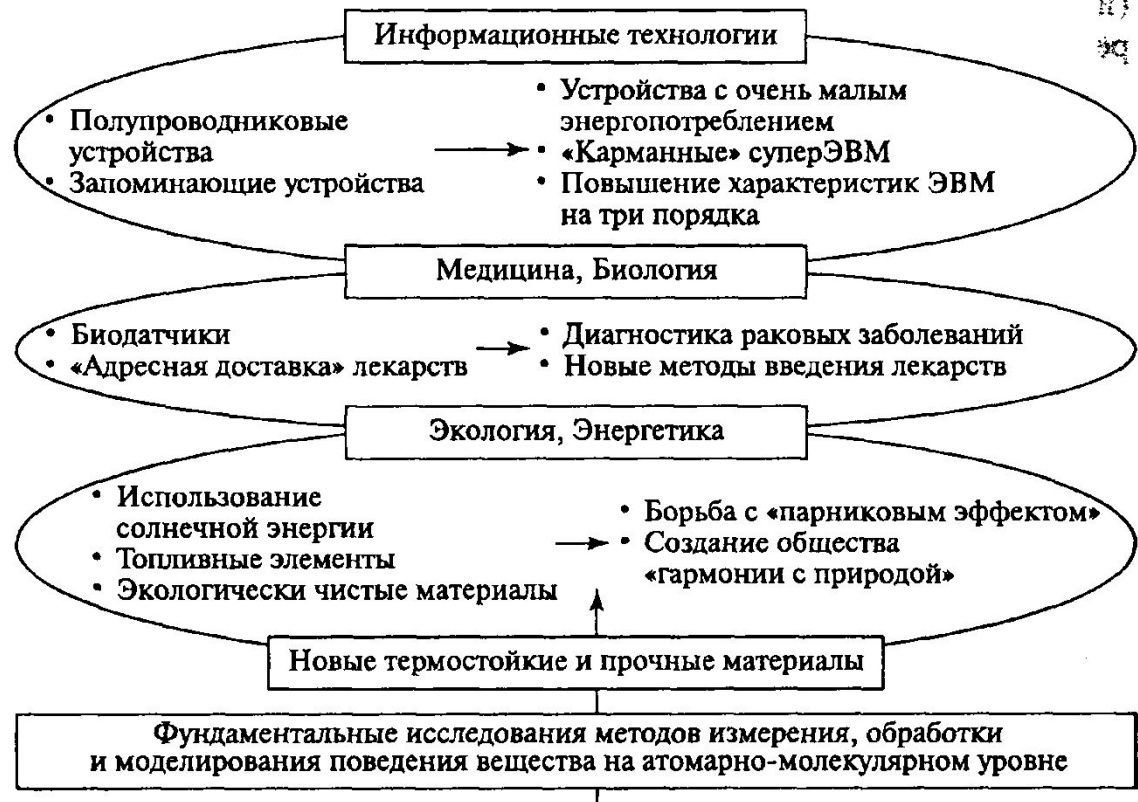 Информационные технологии
• Полупроводниковые
устройства
• Запоминающие устройства
• Устройства с очень малым
энергопотреблением
• «Карманные» суперЭВМ
• Повышение характеристик ЭВМ
на три порядка
Медицина, Биология
• Биодатчики
• «Адресная доставка» лекарств
• Диагностика раковых заболеваний
• Новые методы введения лекарств
Экология, Энергетика
• Использование
солнечной энергии
• Топливные элементы
• Экологически чистые материалы
• Борьба с «парниковым эффектом»
• Создание общества
«гармонии с природой»
Новые термостойкие и прочные материалы
Фундаментальные исследования методов измерения, обработки
и моделирования поведения вещества на атомарно-молекулярном уровне